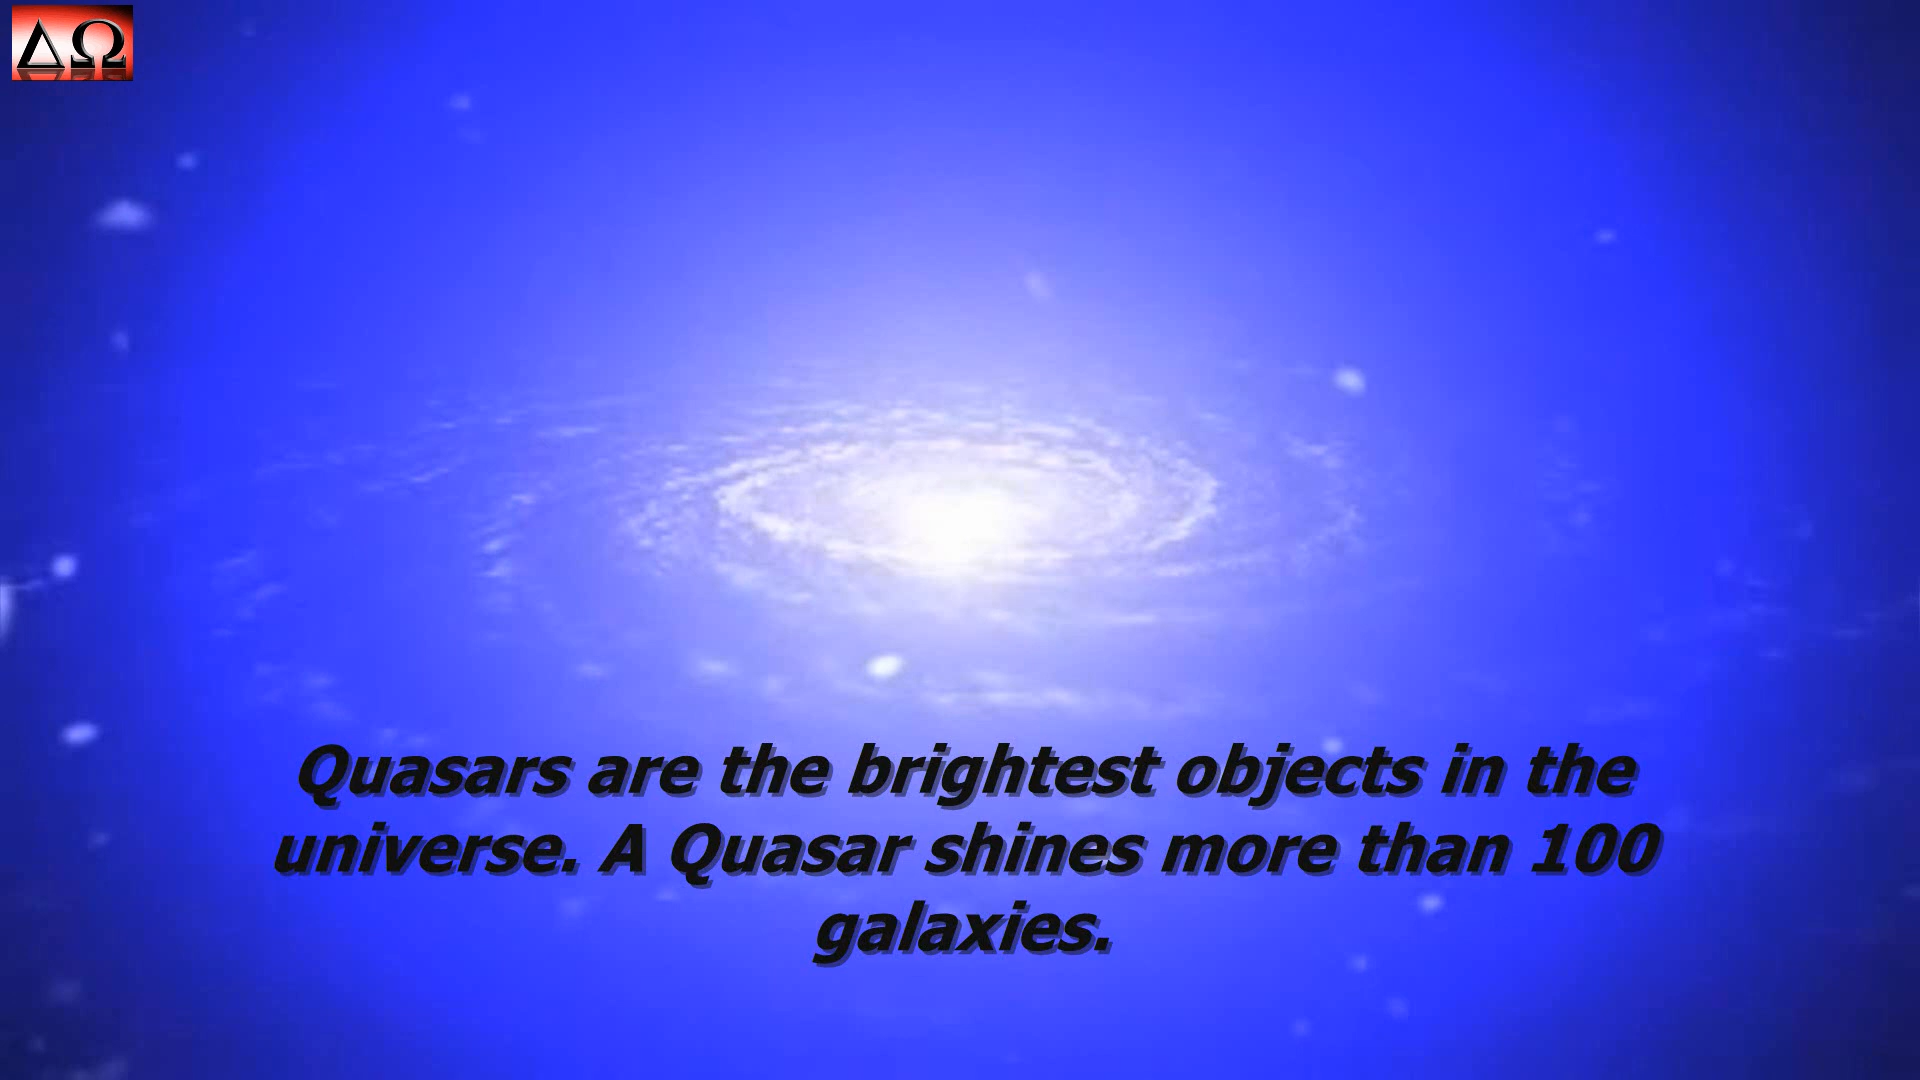 ΔΩ
Quasars are the brightest objects in the
universe. A Quasar shines more than 100
galaxies.